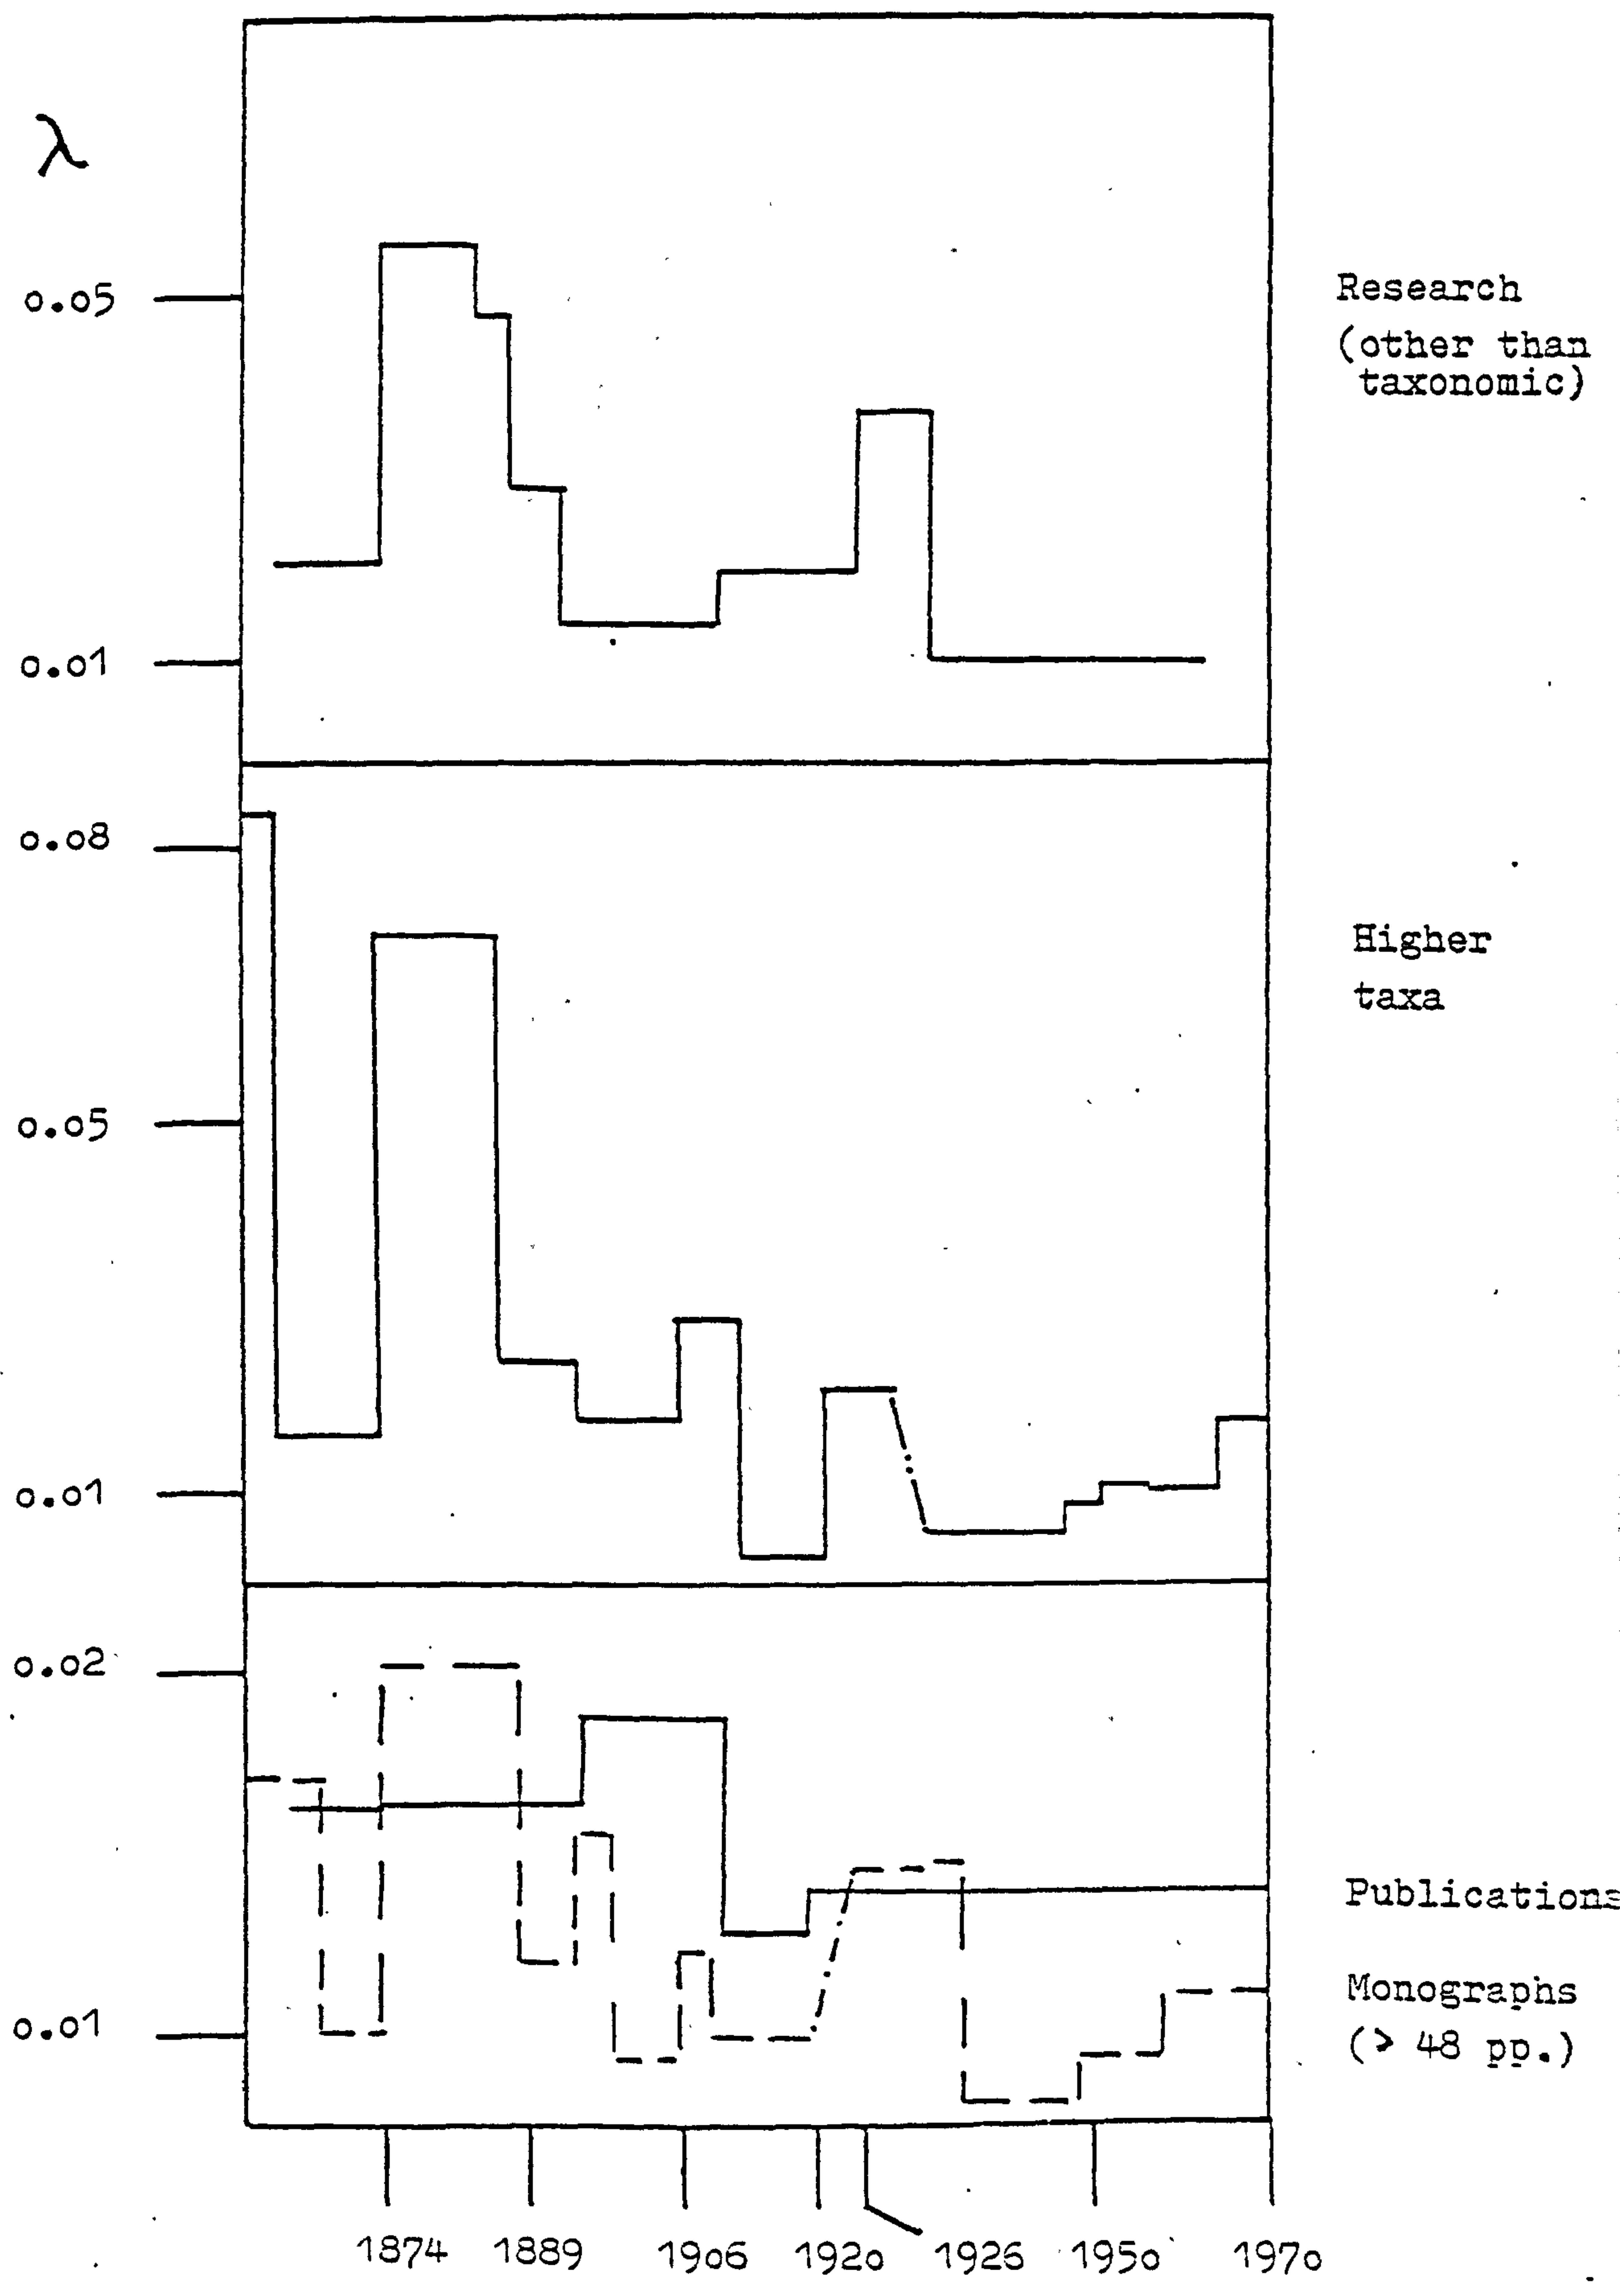 λ
0.05
Research
(other than
taxonomic)
0.01
0.08
Higher
taxa
0.05
0.01
0.02
Publications
Monographs
0.01
(> 48 pp.)
1874 1889 1906 1920 1926 1950 1970